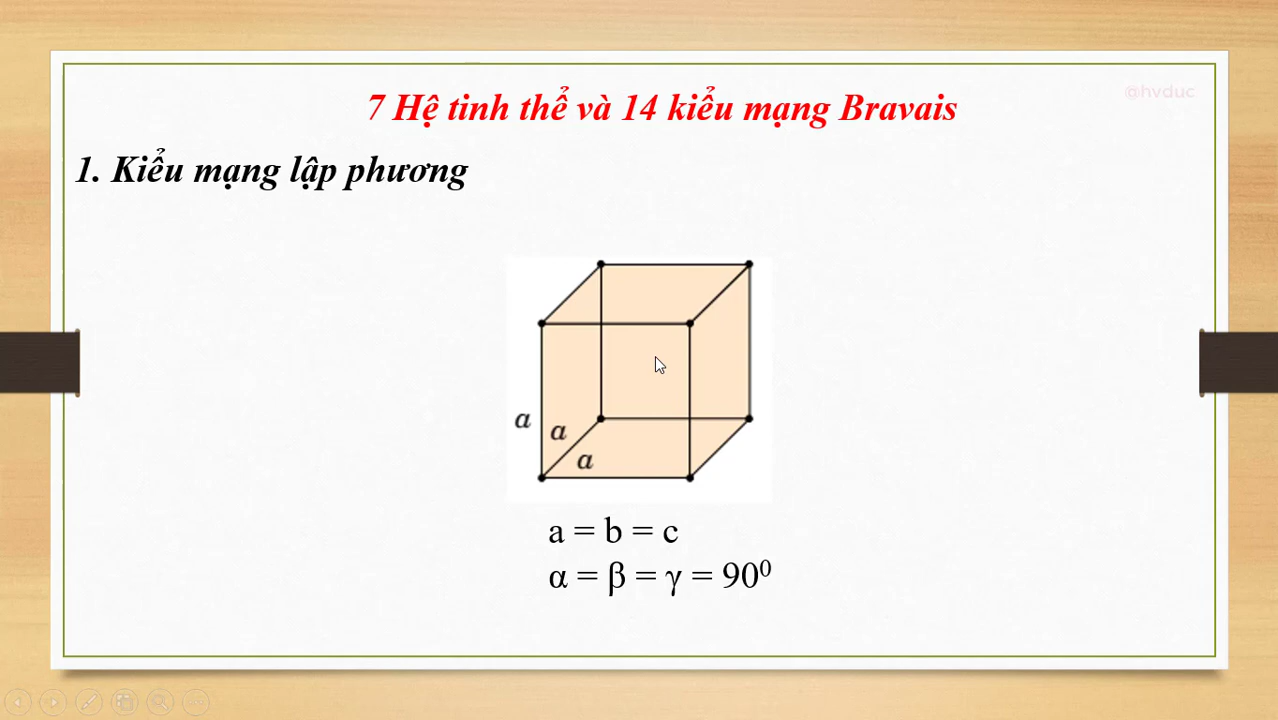 @hvduc
7 Hệ tinh thể và 14 kiểu mạng Bravais
1. Kiểu mạng lập phương
a
a
a
a = b = c
α = β = γ = 90⁰